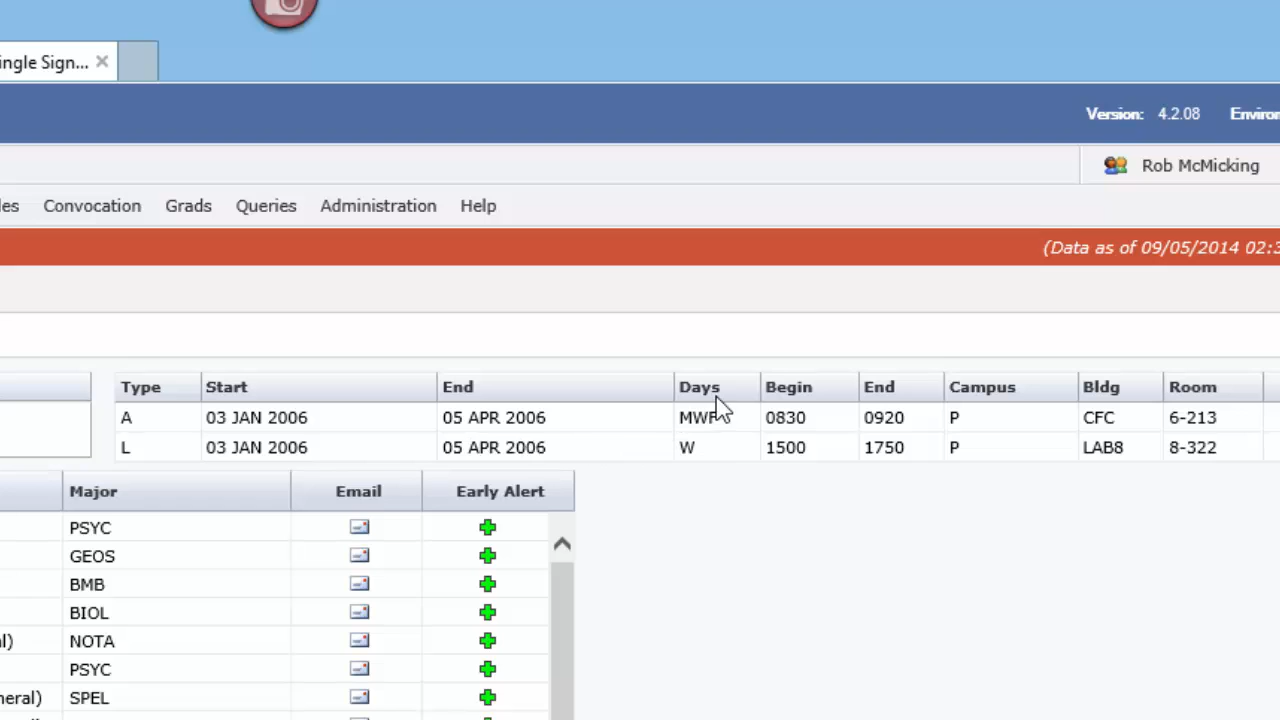 ingle Sign...
Version: 4.2.08
Rob McMicking
Convocation Grads Queries Administration Help
(Data as of 09/05/2014 02:3
Type Start End Days Begin End Campus Bldg Room
A 03 JAN 2006 05 APR 2006 MWF 0830 0920 P CFC 6-213
L 03 JAN 2006 05 APR 2006 W 1500 1750 P LAB8 8-322
Major Email Early Alert
PSYC
GEOS
BMB
BIOL
NOTA
PSYC
SPEL